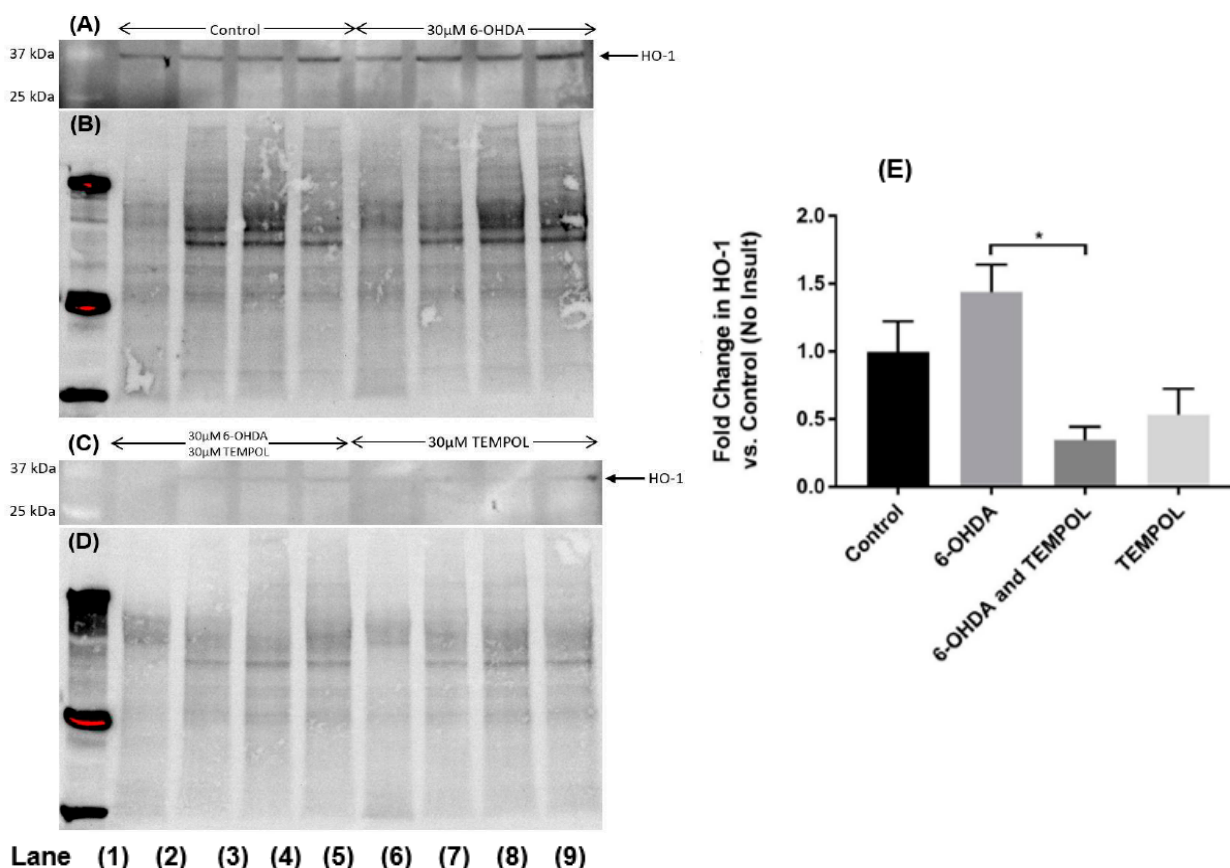 (A)
Control
30µM 6-OHDA
37 kDa
HO-1
25 kDa
(B)
(C)
30µM 6-OHDA
30µM TEMPOL
30µM TEMPOL
37 kDa
HO-1
25 kDa
(D)
Lane (1) (2) (3) (4) (5) (6) (7) (8) (9)
(E)
Fold Change in HO-1
vs. Control (No Insult)
2.0
1.5
1.0
0.5
0.0
*
Control
6-OHDA
6-OHDA and TEMPOL
TEMPOL